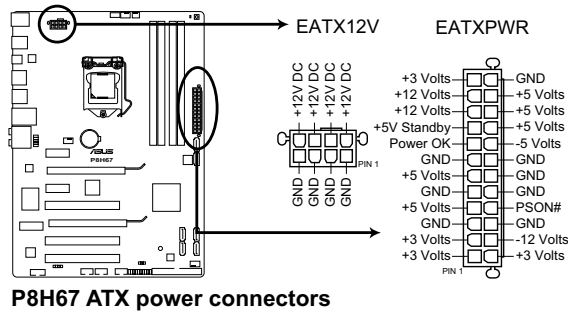 EATX12V
EATXPWR
+12V DC
+12V DC
+12V DC
+12V DC
PIN 1
GND
GND
GND
GND
+3 Volts GND
+12 Volts +5 Volts
+12 Volts +5 Volts
+5V Standby +5 Volts
Power OK -5 Volts
GND GND
+5 Volts GND
GND GND
+5 Volts PSON#
GND GND
+3 Volts -12 Volts
+3 Volts +3 Volts
PIN 1
ASUS
P8H67
P8H67 ATX power connectors